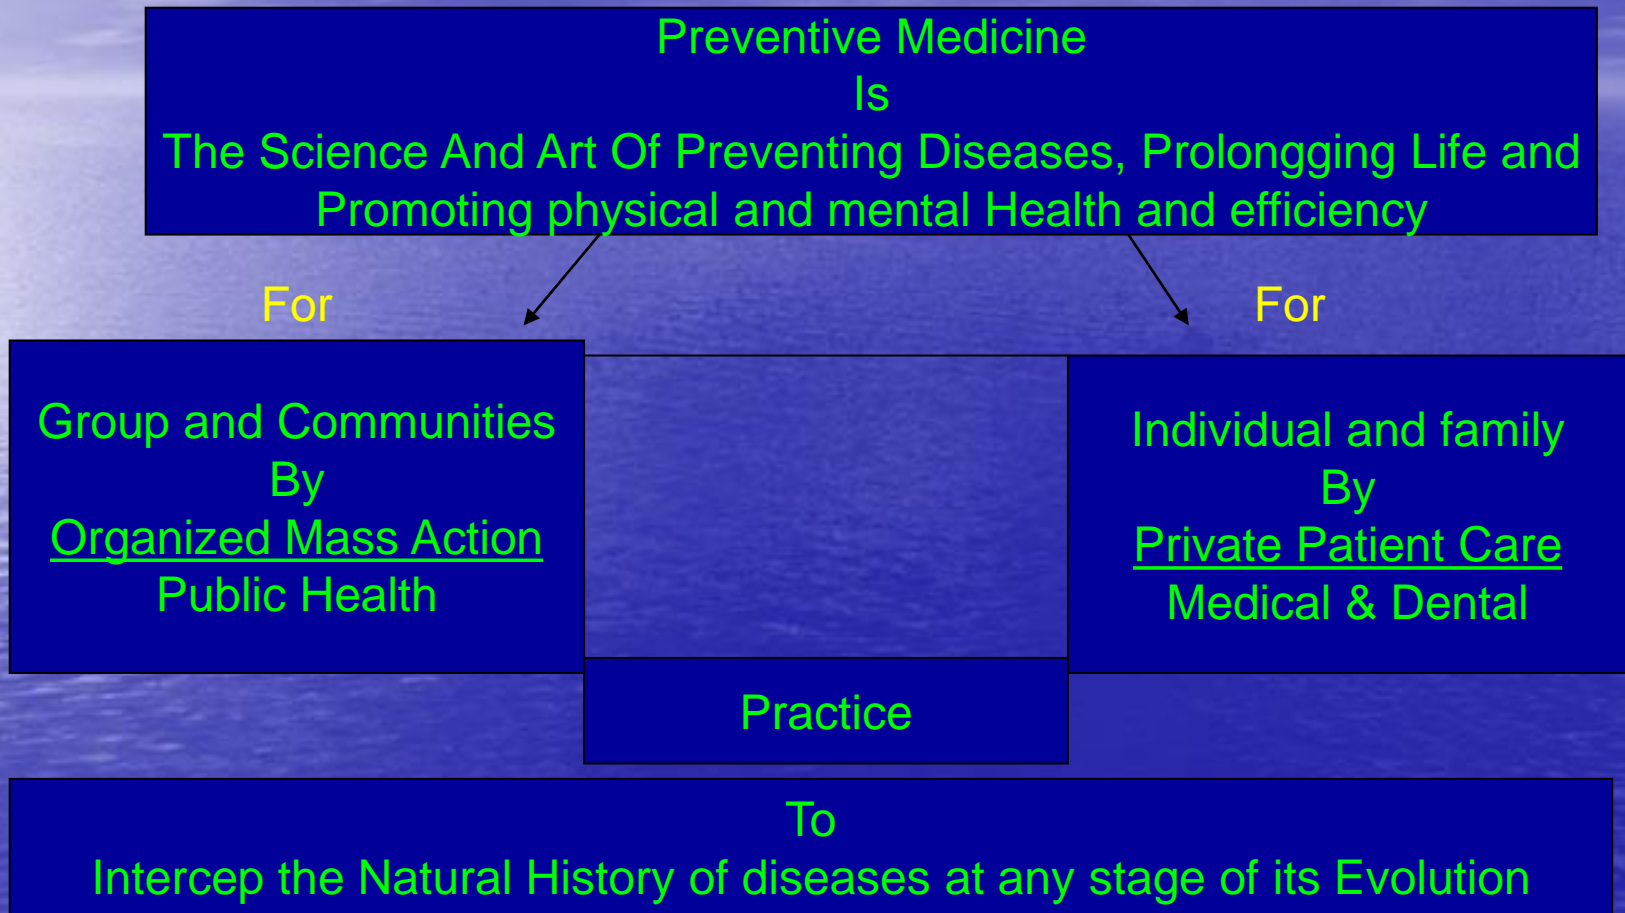 Preventive Medicine
Is
The Science And Art Of Preventing Diseases, Prolongging Life and
Promoting physical and mental Health and efficiency
For
For
Group and Communities
By
Organized Mass Action
Public Health
Individual and family
By
Private Patient Care
Medical & Dental
Practice
To
Intercep the Natural History of diseases at any stage of its Evolution